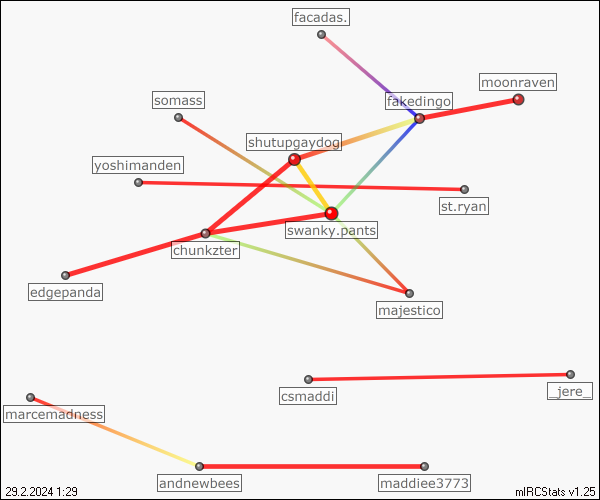 facadas.
moonraven
somass
fakedingo
shutupgaydog
yoshimanden
st.ryan
swanky.pants
chunkzter
edgepanda
majestico
csmaddi
_jere_
marcemadness
andnewbees
maddiee3773
29.2.2024 1:29
mIRCStats v1.25